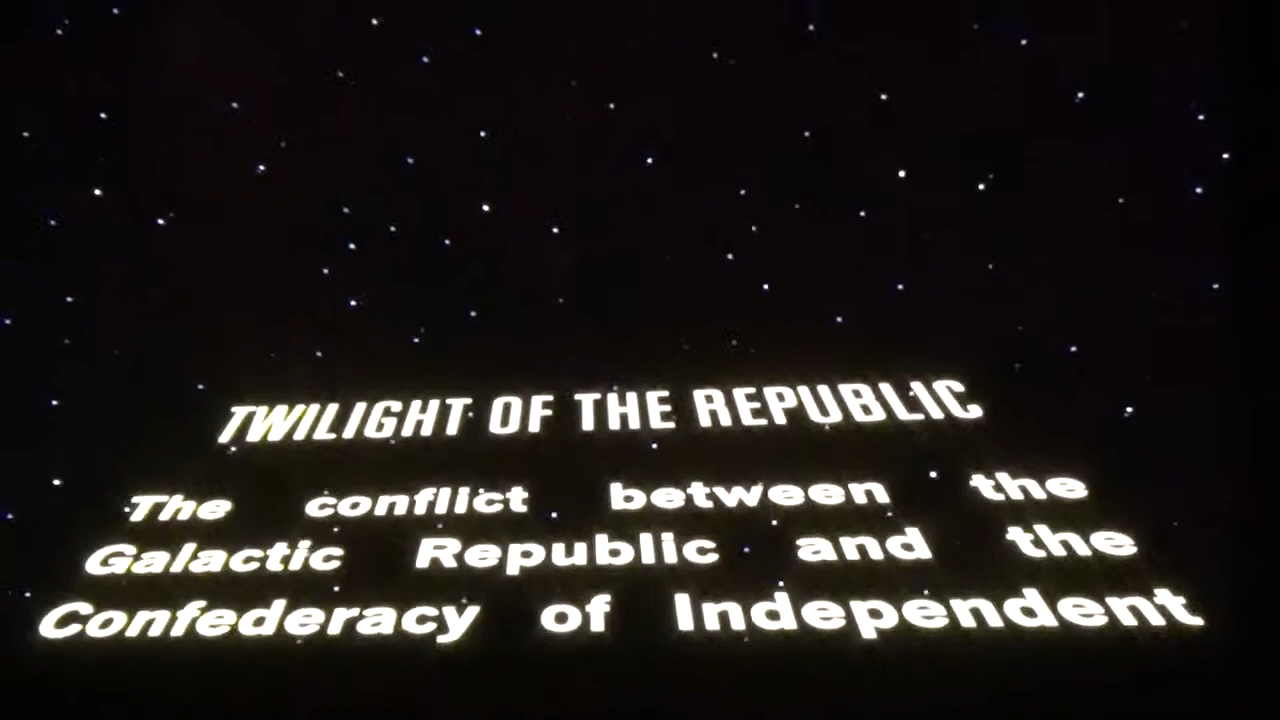 TWILIGHT OF THE REPUBLIC
The conflict between the
Galactic Republic and the
Confederacy of Independent